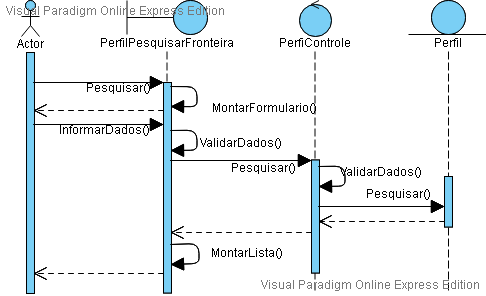 Visual Paradigm Online Express Edition
Actor
PerfilPesquisarFronteira
PerfiControle
Perfil
Pesquisar()
MontarFormulario()
InformarDados()
ValidarDados()
Pesquisar()
ValidarDados()
Pesquisar()
MontarLista()
Visual Paradigm Online Express Edition